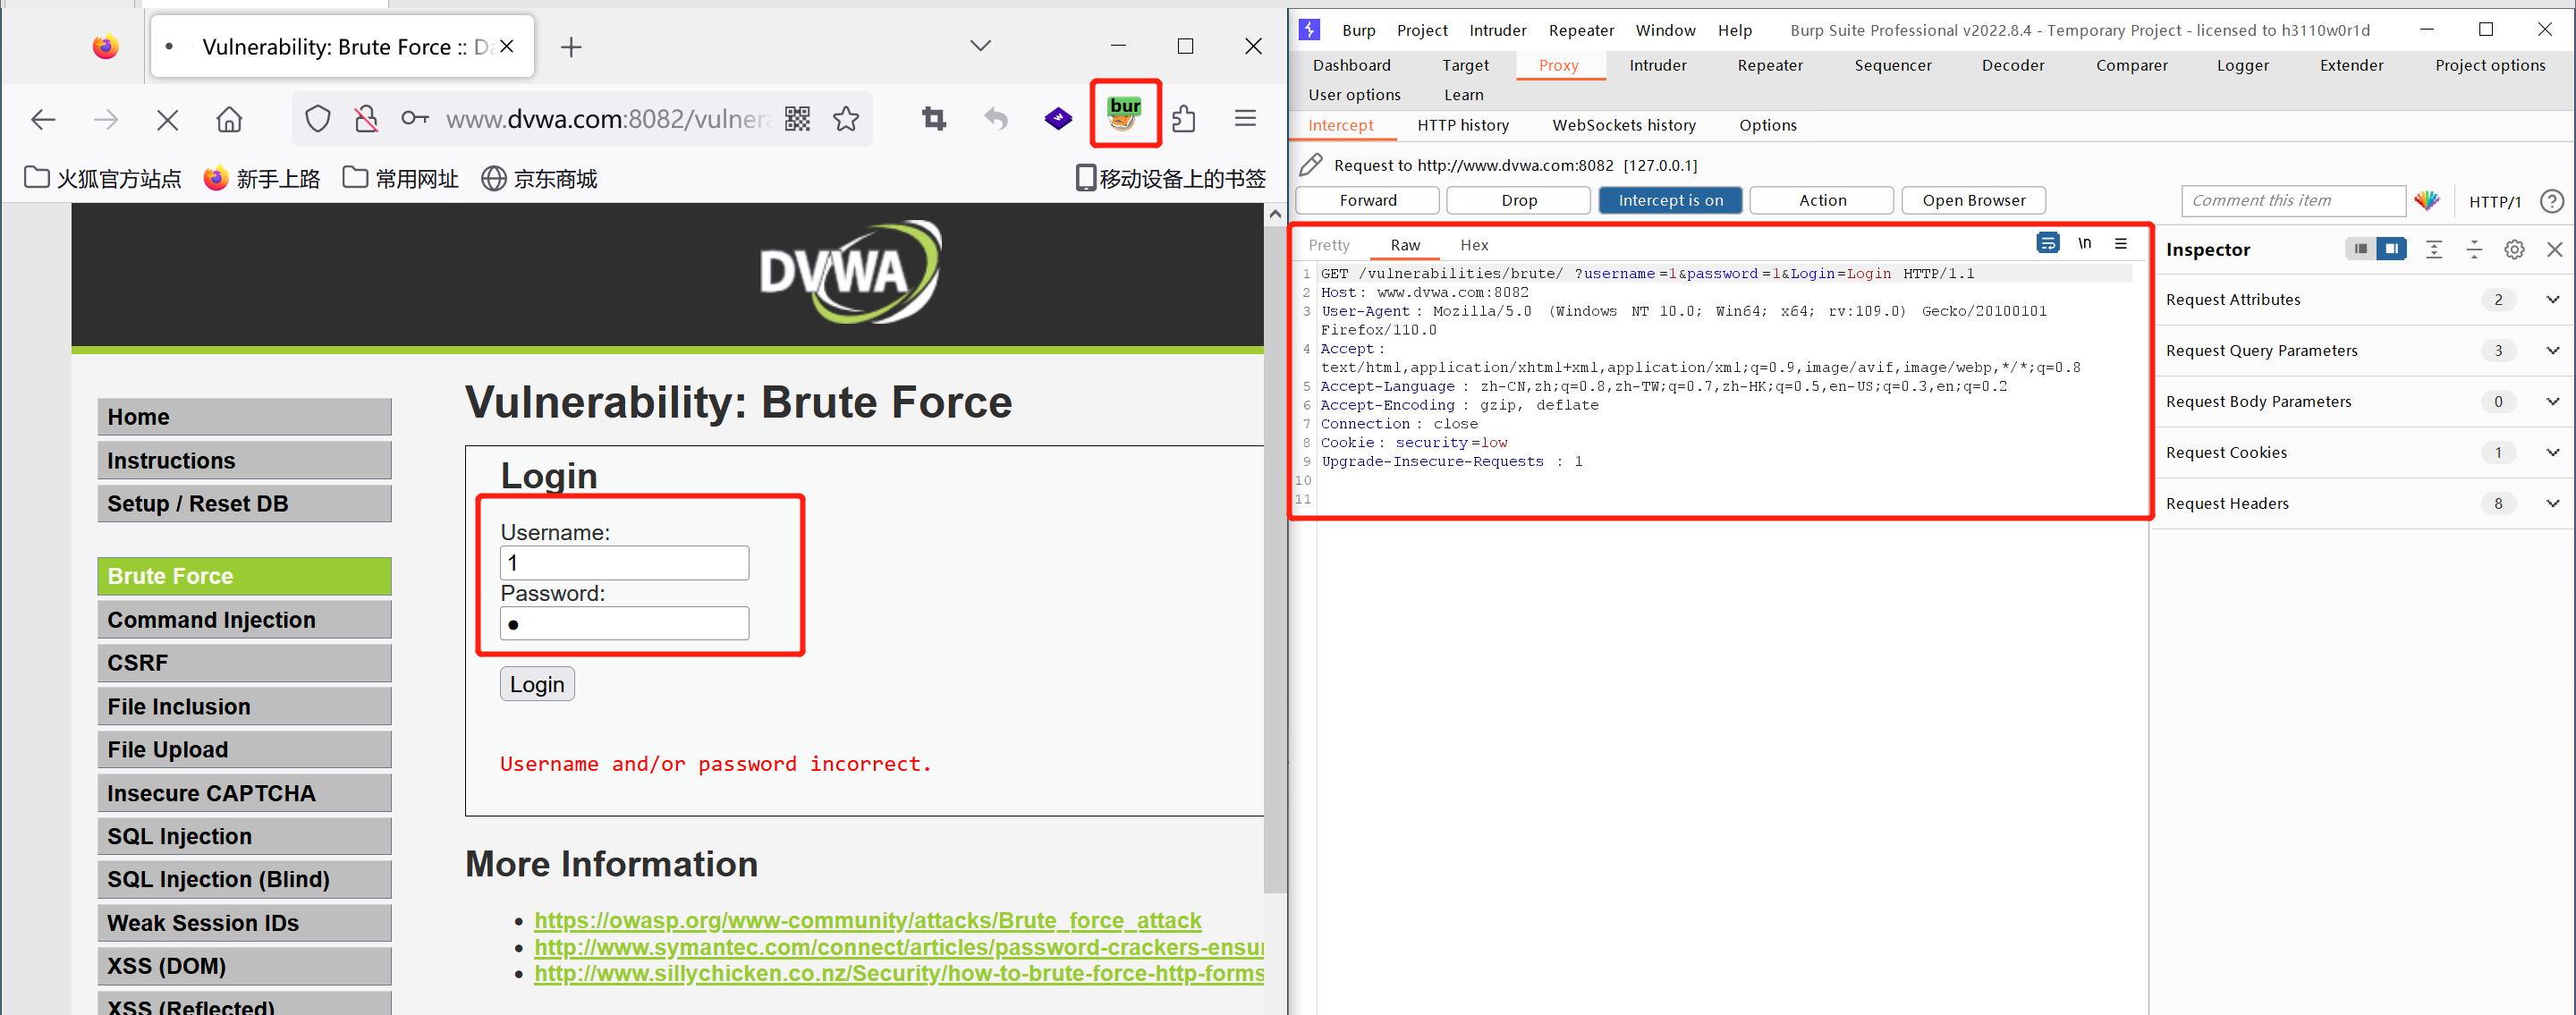 Vulnerability: Brute Force :: Da
www.dvwa.com:8082/vulnera
bur
火狐官方站点
新手上路
常用网址
京东商城
移动设备上的书签
DVWA
Home
Instructions
Setup / Reset DB
Brute Force
Command Injection
CSRF
File Inclusion
File Upload
Insecure CAPTCHA
SQL Injection
SQL Injection (Blind)
Weak Session IDs
XSS (DOM)
XSS (Reflected)
Vulnerability: Brute Force
Login
Username:
1
Password:
●
Login
Username and/or password incorrect.
More Information
https://owasp.org/www-community/attacks/Brute_force_attack
http://www.symantec.com/connect/articles/password-crackers-ensur
http://www.sillychicken.co.nz/Security/how-to-brute-force-http-forms
Burp Project Intruder Repeater Window Help Burp Suite Professional v2022.8.4 - Temporary Project - licensed to h3110w0r1d
Dashboard Target Proxy Intruder Repeater Sequencer Decoder Comparer Logger Extender Project options
User options Learn
Intercept HTTP history WebSockets history Options
Request to http://www.dvwa.com:8082 [127.0.0.1]
Forward Drop Intercept is on Action Open Browser Comment this item HTTP/1 ?
Pretty Raw Hex \n
1 GET /vulnerabilities/brute/ ?username=1&password=1&Login=Login HTTP/1.1
2 Host: www.dvwa.com:8082
3 User-Agent: Mozilla/5.0 (Windows NT 10.0; Win64; x64; rv:109.0) Gecko/20100101
Firefox/110.0
4 Accept:
text/html,application/xhtml+xml,application/xml;q=0.9,image/avif,image/webp,*/*;q=0.8
5 Accept-Language: zh-CN,zh;q=0.8,zh-TW;q=0.7,zh-HK;q=0.5,en-US;q=0.3,en;q=0.2
6 Accept-Encoding: gzip, deflate
7 Connection: close
8 Cookie: security=low
9 Upgrade-Insecure-Requests : 1
10
11
Inspector
Request Attributes 2
Request Query Parameters 3
Request Body Parameters 0
Request Cookies 1
Request Headers 8